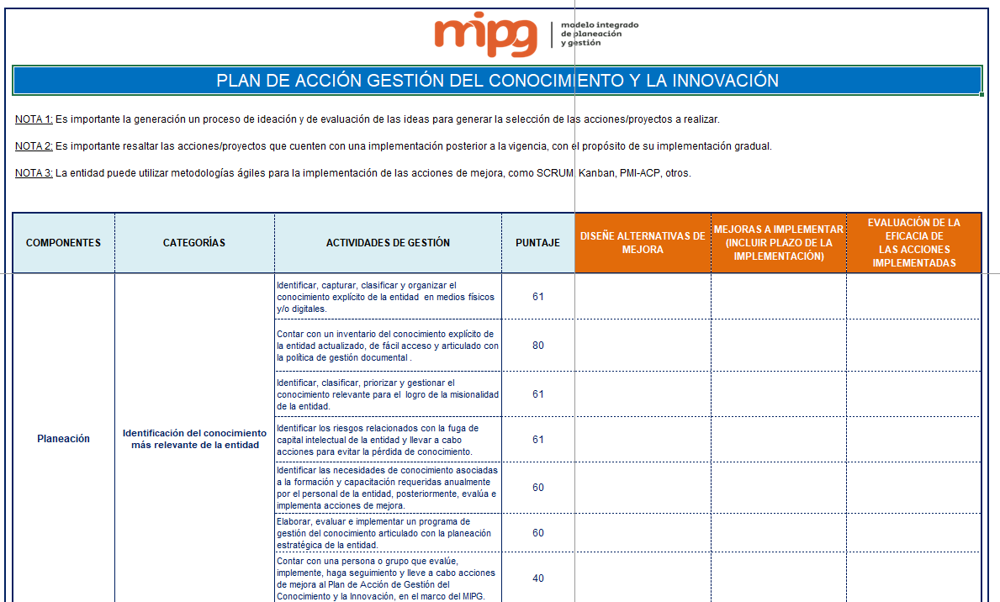 mipg
modelo integrado
de planeación
y gestión
PLAN DE ACCIÓN GESTIÓN DEL CONOCIMIENTO Y LA INNOVACIÓN
NOTA 1: Es importante la generación un proceso de ideación y de evaluación de las ideas para generar la selección de las acciones/proyectos a realizar.
NOTA 2: Es importante resaltar las acciones/proyectos que cuenten con una implementación posterior a la vigencia, con el propósito de su implementación gradual.
NOTA 3: La entidad puede utilizar metodologías ágiles para la implementación de las acciones de mejora, como SCRUM, Kanban, PMI-ACP, otros.
COMPONENTES
CATEGORÍAS
ACTIVIDADES DE GESTIÓN
PUNTAJE
DISEÑE ALTERNATIVAS DE
MEJORA
MEJORAS A IMPLEMENTAR
(INCLUIR PLAZO DE LA
IMPLEMENTACIÓN)
EVALUACIÓN DE LA
EFICACIA DE
LAS ACCIONES
IMPLEMENTADAS
Planeación
Identificación del conocimiento
más relevante de la entidad
Identificar, capturar, clasificar y organizar el
conocimiento explícito de la entidad  en medios físicos
y/o digitales.
61
Contar con un inventario del conocimiento explícito de
la entidad actualizado, de fácil acceso y articulado con
la política de gestión documental .
80
Identificar, clasificar, priorizar y gestionar el
conocimiento relevante para el  logro de la misionalidad
de la entidad.
61
Identificar los riesgos relacionados con la fuga de
capital intelectual de la entidad y llevar a cabo
acciones para evitar la pérdida de conocimiento.
61
Identificar las necesidades de conocimiento asociadas
a la formación y capacitación requeridas anualmente
por el personal de la entidad, posteriormente, evalúa e
implementa acciones de mejora.
60
Elaborar, evaluar e implementar un programa de
gestión del conocimiento articulado con la planeación
estratégica de la entidad.
60
Contar con una persona o grupo que evalúe,
implemente, haga seguimiento y lleve a cabo acciones
de mejora al Plan de Acción de Gestión del
Conocimiento y la Innovación, en el marco del MIPG.
40